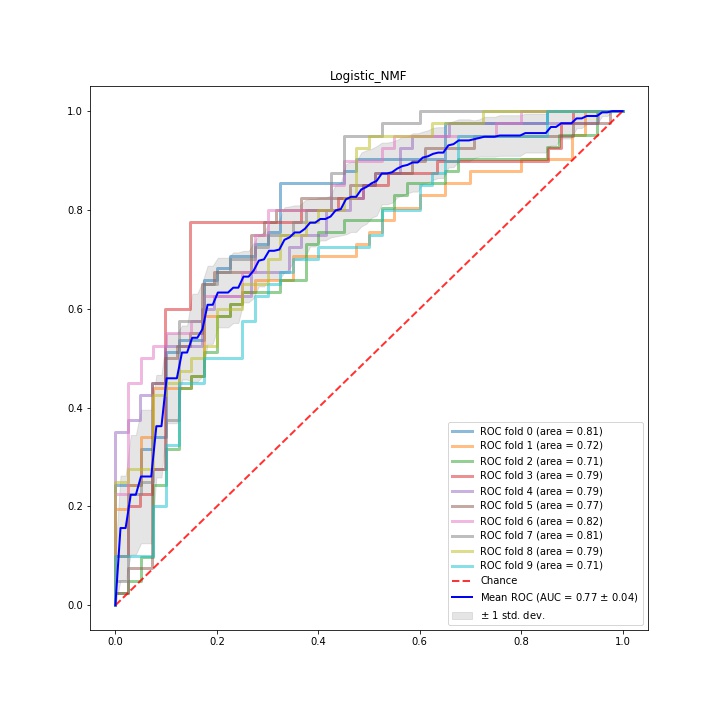 Logistic_NMF
1.0
0.8
0.6
0.4
0.2
0.0
ROC fold 0 (area = 0.81)
ROC fold 1 (area = 0.72)
ROC fold 2 (area = 0.71)
ROC fold 3 (area = 0.79)
ROC fold 4 (area = 0.79)
ROC fold 5 (area = 0.77)
ROC fold 6 (area = 0.82)
ROC fold 7 (area = 0.81)
ROC fold 8 (area = 0.79)
ROC fold 9 (area = 0.71)
Chance
Mean ROC (AUC = 0.77 ± 0.04)
± 1 std. dev.
0.0 0.2 0.4 0.6 0.8 1.0